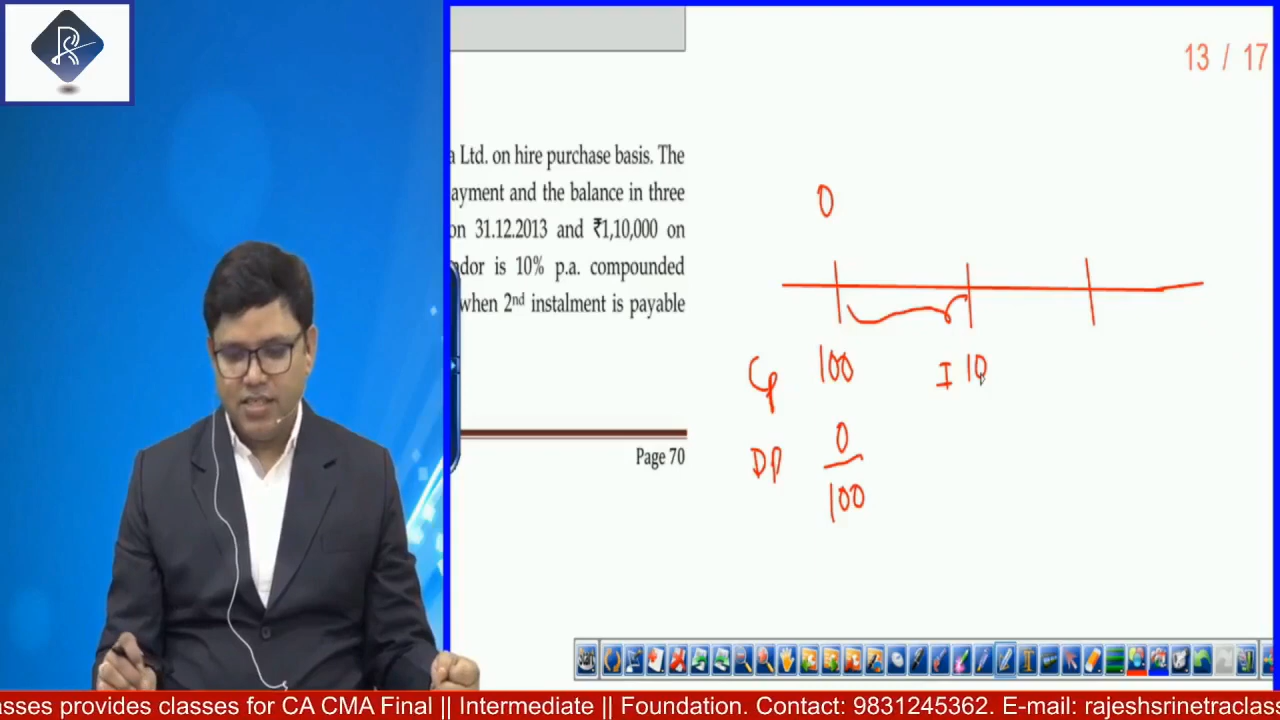 13 / 17
a Ltd. on hire purchase basis. The
ayment and the balance in three
on 31.12.2013 and ₹1,10,000 on
dor is 10% p.a. compounded
when 2nd instalment is payable
Page 70
0
CP 100 I 10
DP 0
100
asses provides classes for CA CMA Final || Intermediate || Foundation. Contact: 9831245362. E-mail: rajeshsrinetraclass